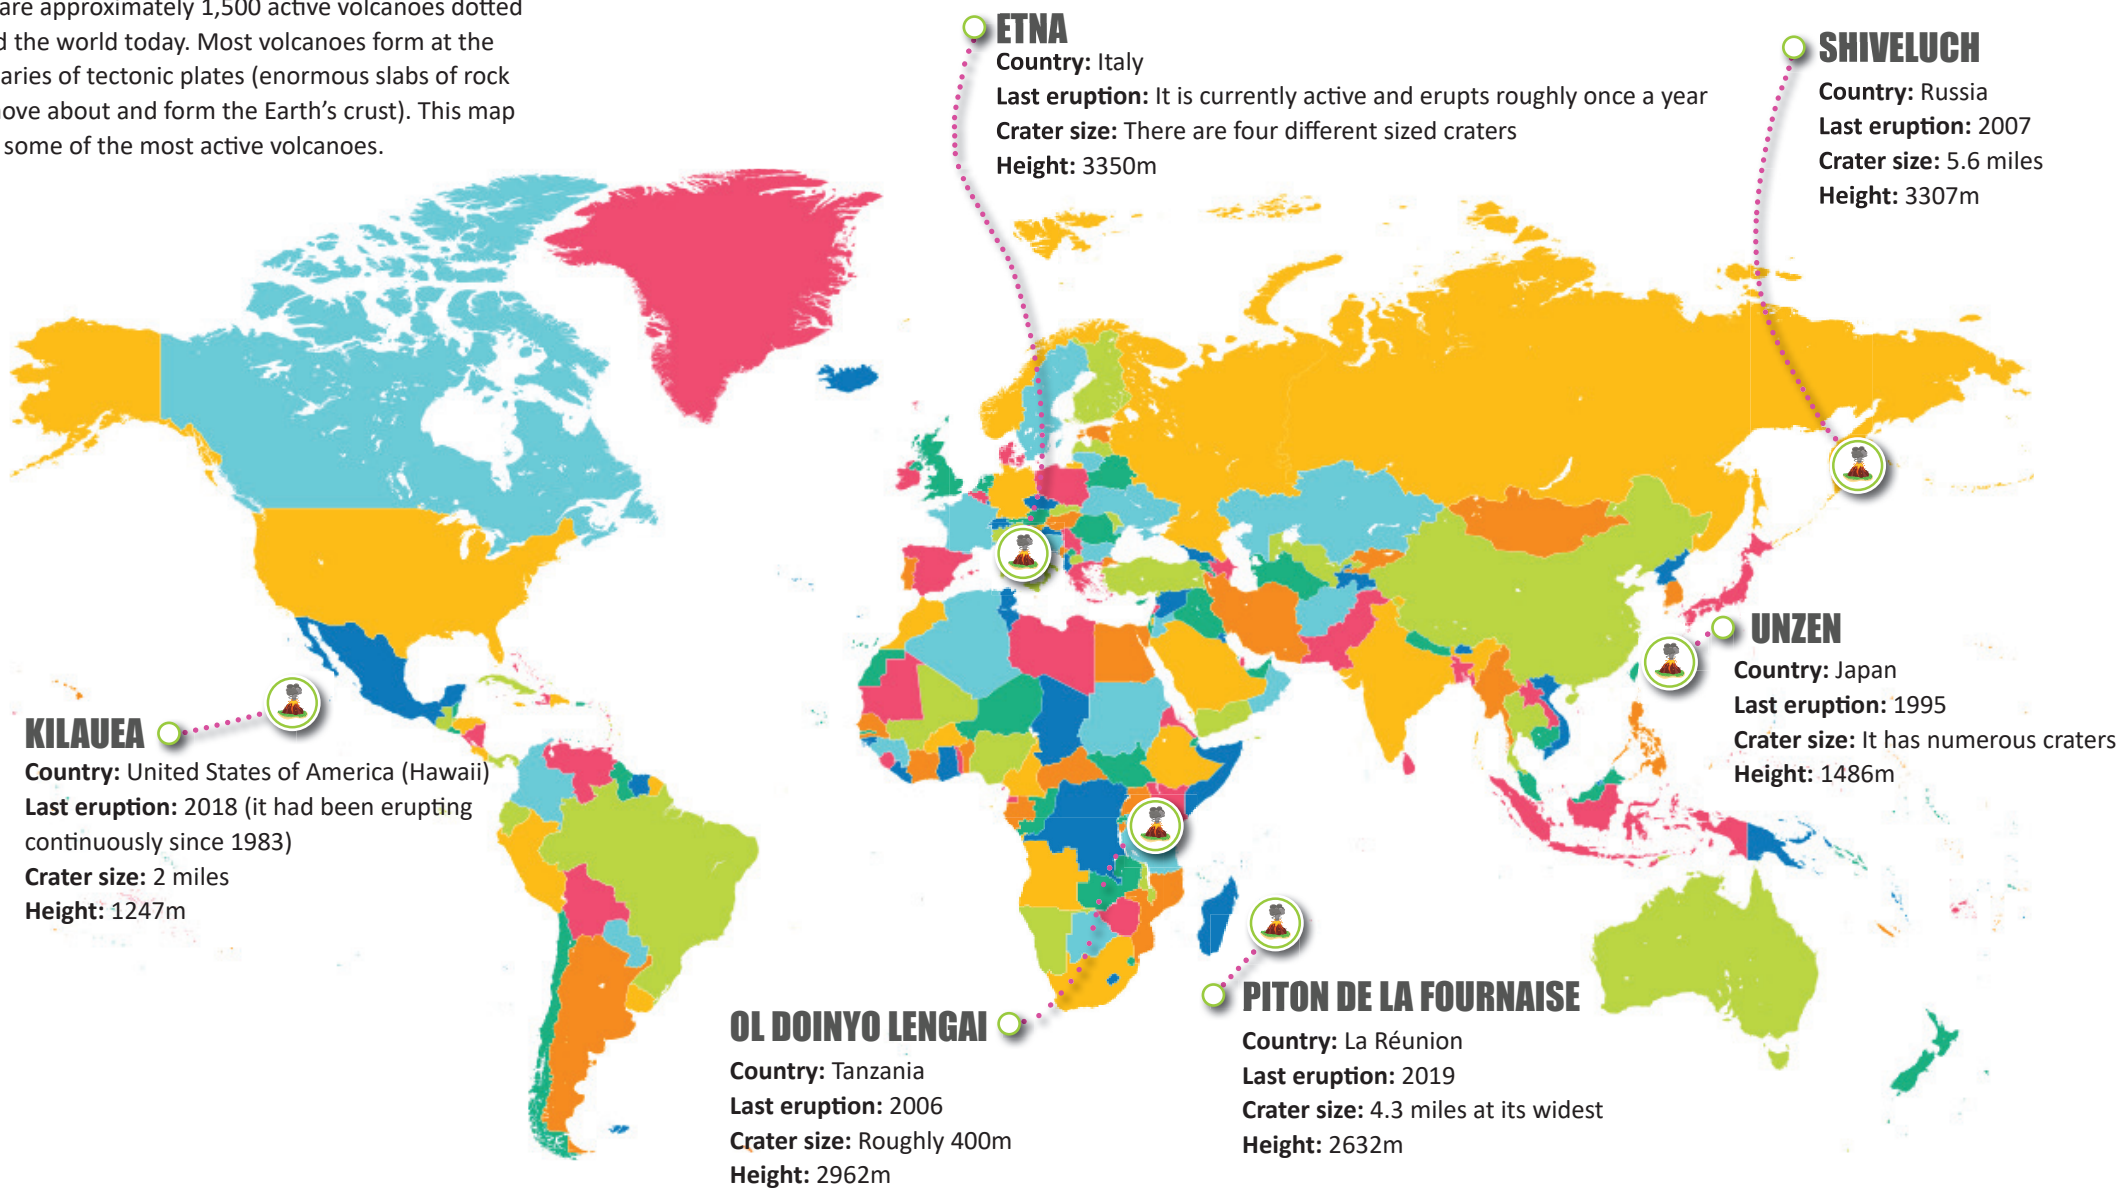 are approximately 1,500 active volcanoes dotted
d the world today. Most volcanoes form at the
aries of tectonic plates (enormous slabs of rock
ove about and form the Earth's crust). This map
some of the most active volcanoes.
ETNA
Country: Italy
Last eruption: It is currently active and erupts roughly once a year
Crater size: There are four different sized craters
Height: 3350m
SHIVELUCH
Country: Russia
Last eruption: 2007
Crater size: 5.6 miles
Height: 3307m
UNZEN
Country: Japan
Last eruption: 1995
Crater size: It has numerous craters
Height: 1486m
KILAUEA
Country: United States of America (Hawaii)
Last eruption: 2018 (it had been erupting
continuously since 1983)
Crater size: 2 miles
Height: 1247m
OL DOINYO LENGAI
Country: Tanzania
Last eruption: 2006
Crater size: Roughly 400m
Height: 2962m
PITON DE LA FOURNAISE
Country: La Réunion
Last eruption: 2019
Crater size: 4.3 miles at its widest
Height: 2632m